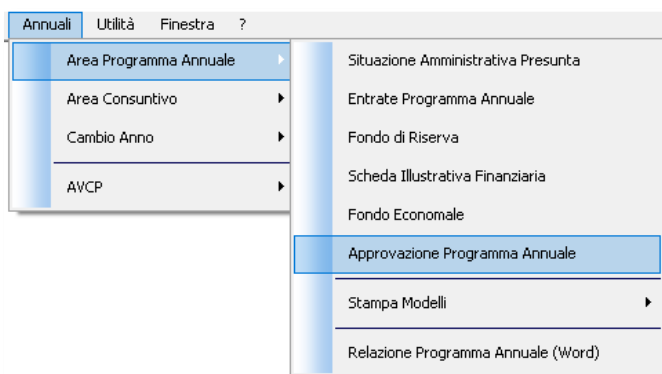 Annuali Utilità Finestra ?
Area Programma Annuale
Area Consuntivo
Cambio Anno
AVCP
Situazione Amministrativa Presunta
Entrate Programma Annuale
Fondo di Riserva
Scheda Illustrativa Finanziaria
Fondo Economale
Approvazione Programma Annuale
Stampa Modelli
Relazione Programma Annuale (Word)